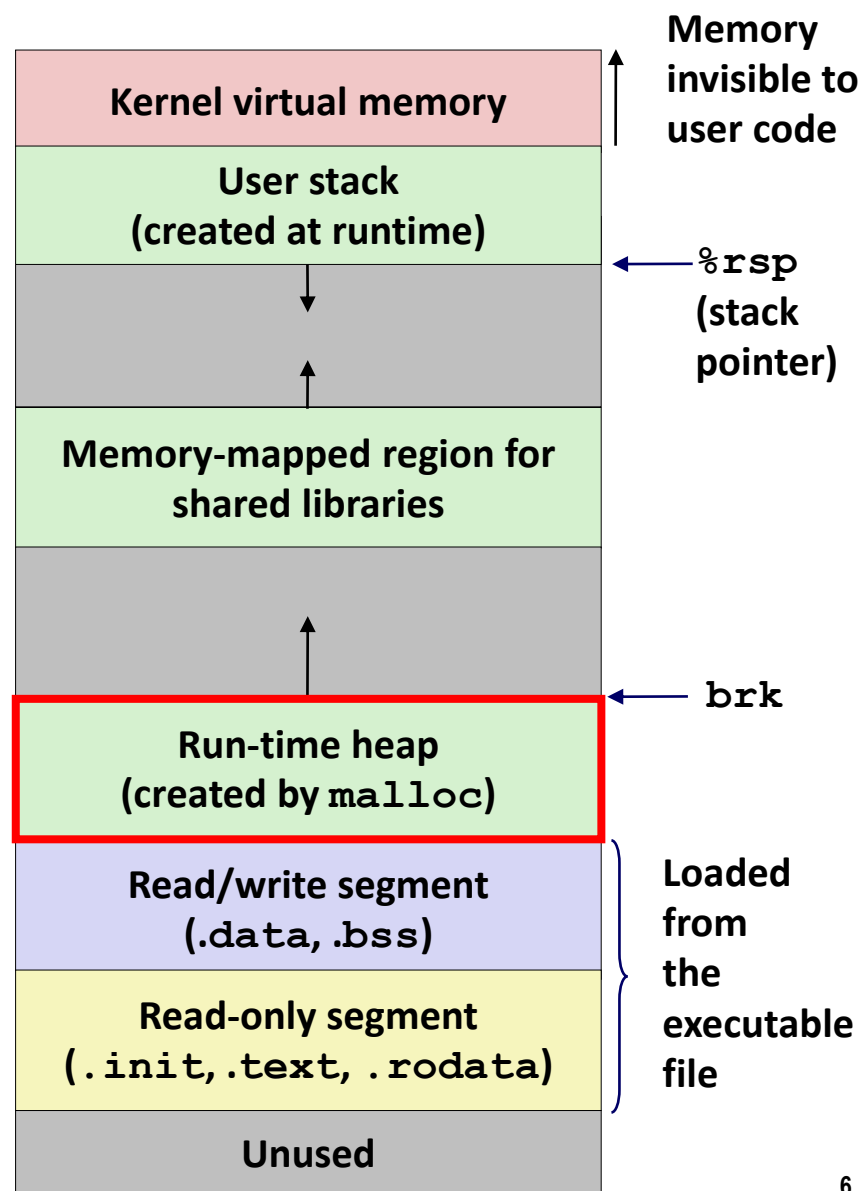 Memory
invisible to
user code
Kernel virtual memory
User stack
(created at runtime)
%rsp
(stack
pointer)
Memory-mapped region for
shared libraries
brk
Run-time heap
(created by malloc)
Read/write segment
(.data, .bss)
Loaded
from
the
executable
file
Read-only segment
(.init, .text, .rodata)
Unused
6